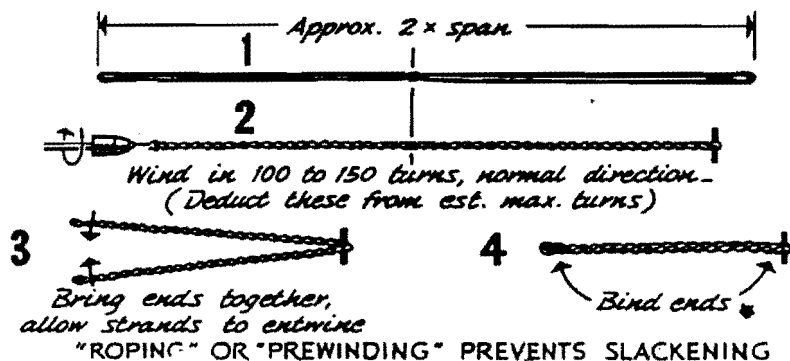 Approx. 2 × span
1
2
Wind in 100 to 150 turns, normal direction_
(Deduct these from est. max. turns)
3
Bring ends together,
allow strands to entwine
4
Bind ends
"ROPING" OR "PREWINDING" PREVENTS SLACKENING